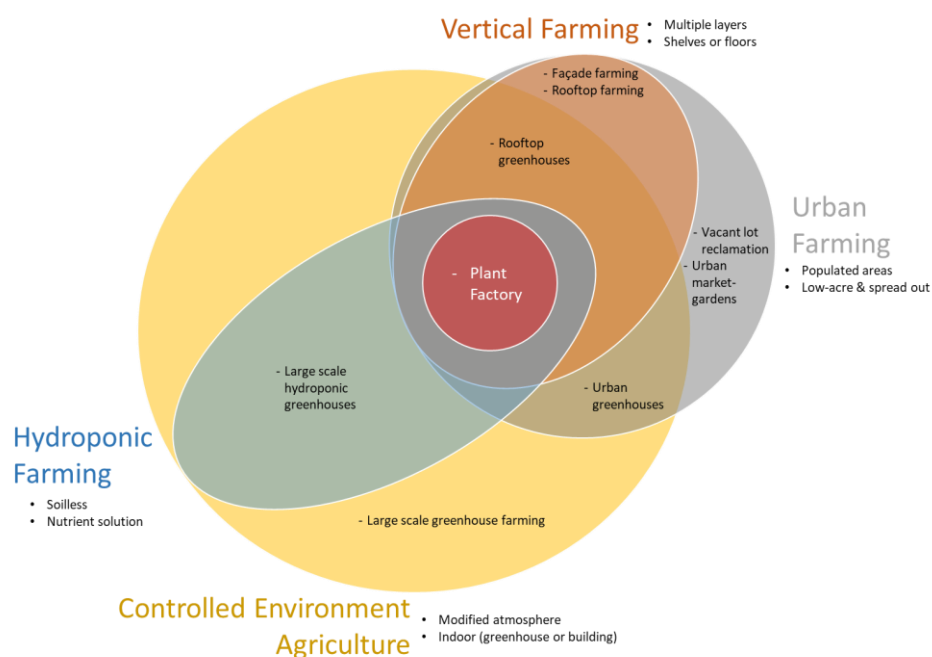 Vertical Farming
• Multiple layers
• Shelves or floors
- Façade farming
- Rooftop farming
- Rooftop
greenhouses
Urban
Farming
• Populated areas
• Low-acre & spread out
- Vacant lot
reclamation
- Urban
market-
gardens
- Plant
Factory
- Large scale
hydroponic
greenhouses
- Urban
greenhouses
Hydroponic
Farming
• Soilless
• Nutrient solution
- Large scale greenhouse farming
Controlled Environment
Agriculture
• Modified atmosphere
• Indoor (greenhouse or building)